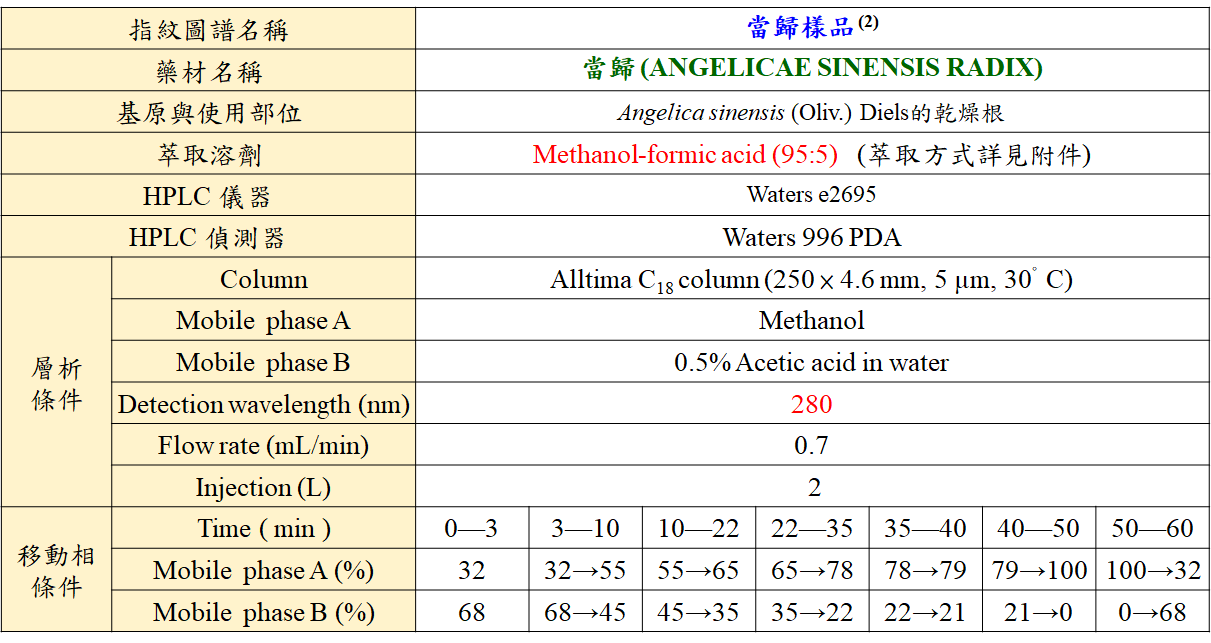 指紋圖譜名稱 當歸樣品(2)
藥材名稱 當歸 (ANGELICAE SINENSIS RADIX)
基原與使用部位 Angelica sinensis (Oliv.) Diels的乾燥根
萃取溶劑 Methanol-formic acid (95:5) (萃取方式詳見附件)
HPLC 儀器 Waters e2695
HPLC 偵測器 Waters 996 PDA
層析條件
Column Alltima C18 column (250 × 4.6 mm, 5 µm, 30° C)
Mobile phase A Methanol
Mobile phase B 0.5% Acetic acid in water
Detection wavelength (nm) 280
Flow rate (mL/min) 0.7
Injection (L) 2
移動相條件
Time ( min ) 0—3 3—10 10—22 22—35 35—40 40—50 50—60
Mobile phase A (%) 32 32→55 55→65 65→78 78→79 79→100 100→32
Mobile phase B (%) 68 68→45 45→35 35→22 22→21 21→0 0→68